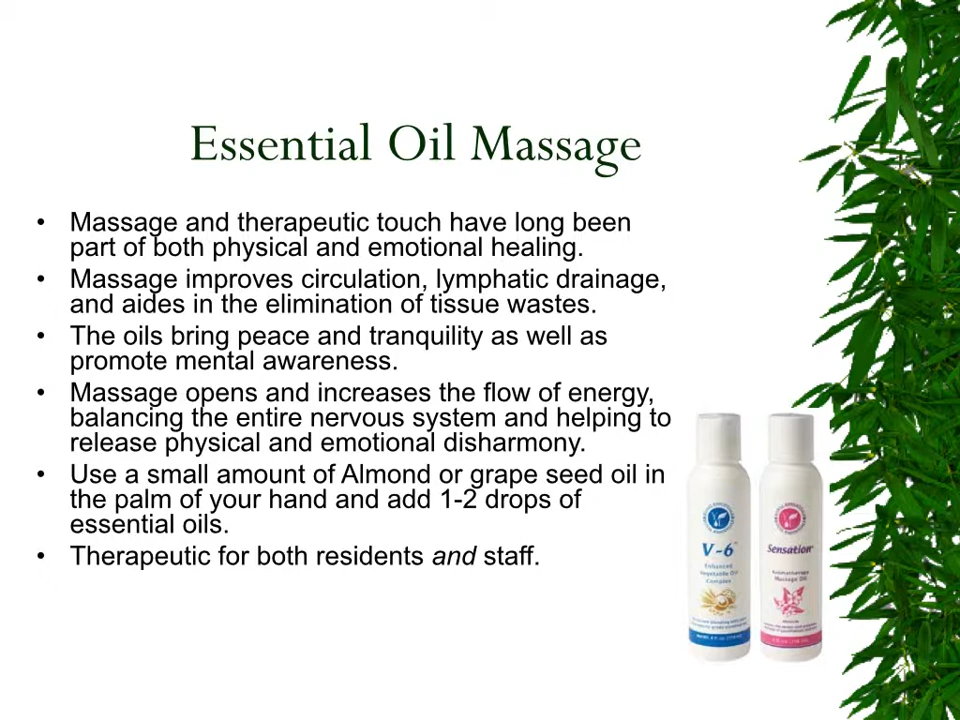 Essential Oil Massage
• Massage and therapeutic touch have long been
part of both physical and emotional healing.
• Massage improves circulation, lymphatic drainage,
and aides in the elimination of tissue wastes.
• The oils bring peace and tranquility as well as
promote mental awareness.
• Massage opens and increases the flow of energy,
balancing the entire nervous system and helping to
release physical and emotional disharmony.
• Use a small amount of Almond or grape seed oil in
the palm of your hand and add 1-2 drops of
essential oils.
• Therapeutic for both residents and staff.
V-6™
Enhanced
Vegetable Oil
Complex
Sensation™
Aromatherapy
Massage Oil